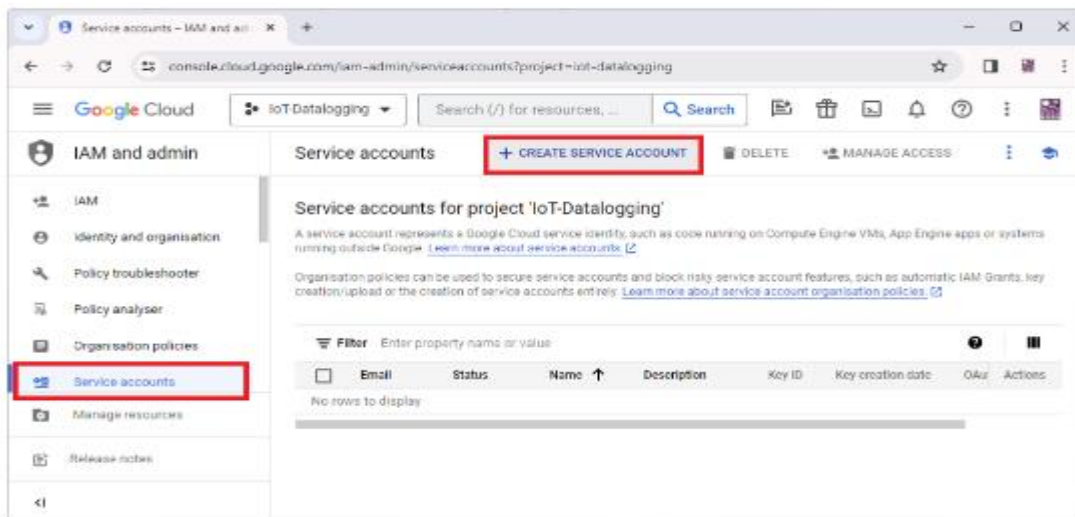 Service accounts – IAM and ad
console.cloud.google.com/iam-admin/serviceaccounts?project=iot-datalogging
Google Cloud
IoT-Datalogging
Search (/) for resources, ...
Search
IAM and admin
Service accounts
+ CREATE SERVICE ACCOUNT
DELETE
MANAGE ACCESS
IAM
Identity and organisation
Policy troubleshooter
Policy analyser
Organisation policies
Service accounts
Manage resources
Release notes
Service accounts for project 'IoT-Datalogging'
A service account represents a Google Cloud service identity, such as code running on Compute Engine VMs, App Engine apps or systems
running outside Google. Learn more about service accounts.
Organisation policies can be used to secure service accounts and block risky service account features, such as automatic IAM Grants, key
creation/upload or the creation of service accounts entirely. Learn more about service account organisation policies.
Filter Enter property name or value
Email Status Name Description Key ID Key creation date OAu Actions
No rows to display